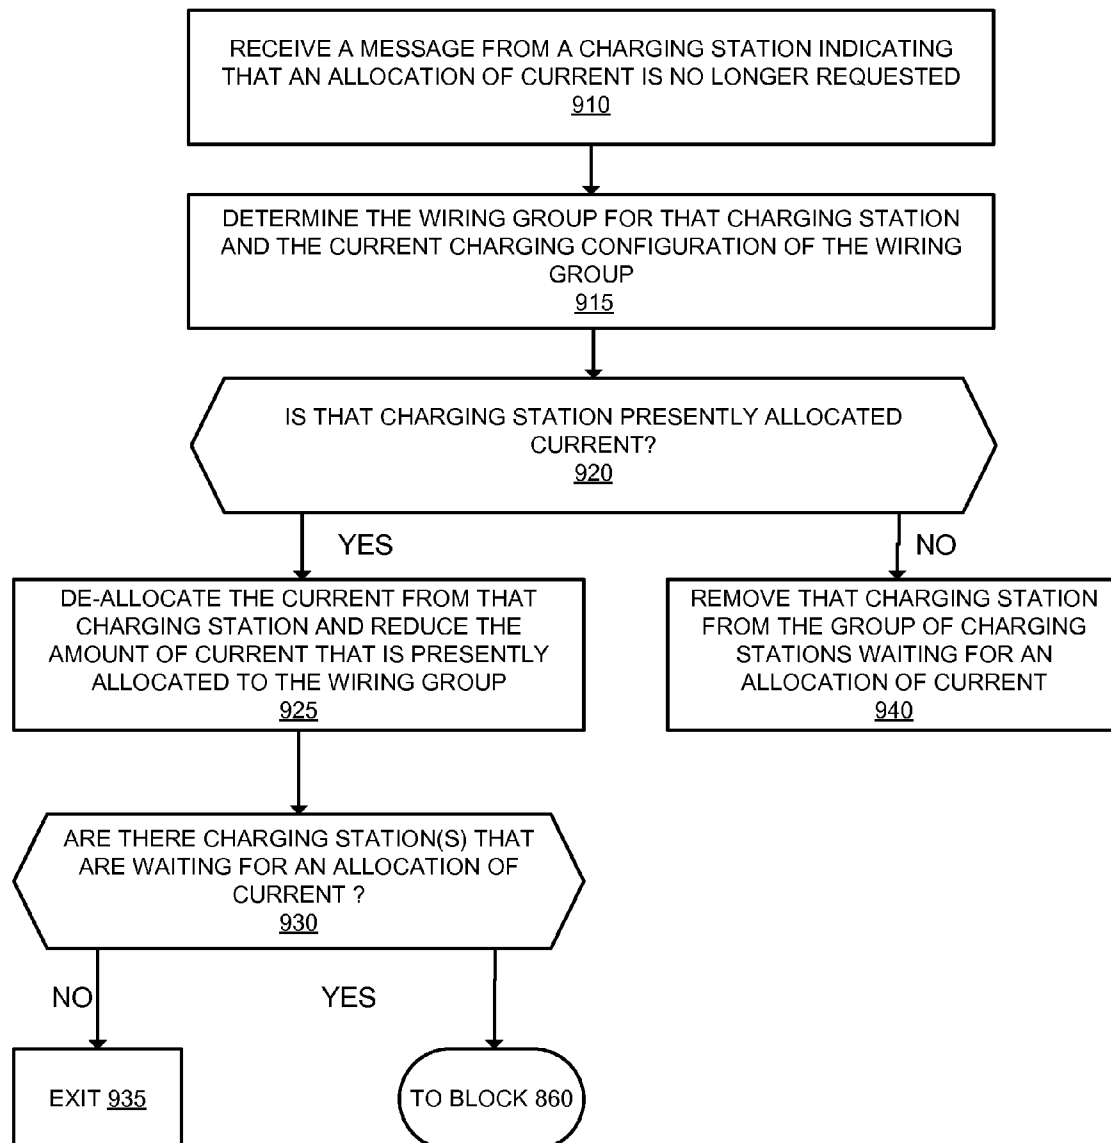 RECEIVE A MESSAGE FROM A CHARGING STATION INDICATING
THAT AN ALLOCATION OF CURRENT IS NO LONGER REQUESTED
910
DETERMINE THE WIRING GROUP FOR THAT CHARGING STATION
AND THE CURRENT CHARGING CONFIGURATION OF THE WIRING
GROUP
915
IS THAT CHARGING STATION PRESENTLY ALLOCATED
CURRENT?
920
YES
NO
DE-ALLOCATE THE CURRENT FROM THAT
CHARGING STATION AND REDUCE THE
AMOUNT OF CURRENT THAT IS PRESENTLY
ALLOCATED TO THE WIRING GROUP
925
REMOVE THAT CHARGING STATION
FROM THE GROUP OF CHARGING
STATIONS WAITING FOR AN
ALLOCATION OF CURRENT
940
ARE THERE CHARGING STATION(S) THAT
ARE WAITING FOR AN ALLOCATION OF
CURRENT ?
930
NO
YES
EXIT 935
TO BLOCK 860